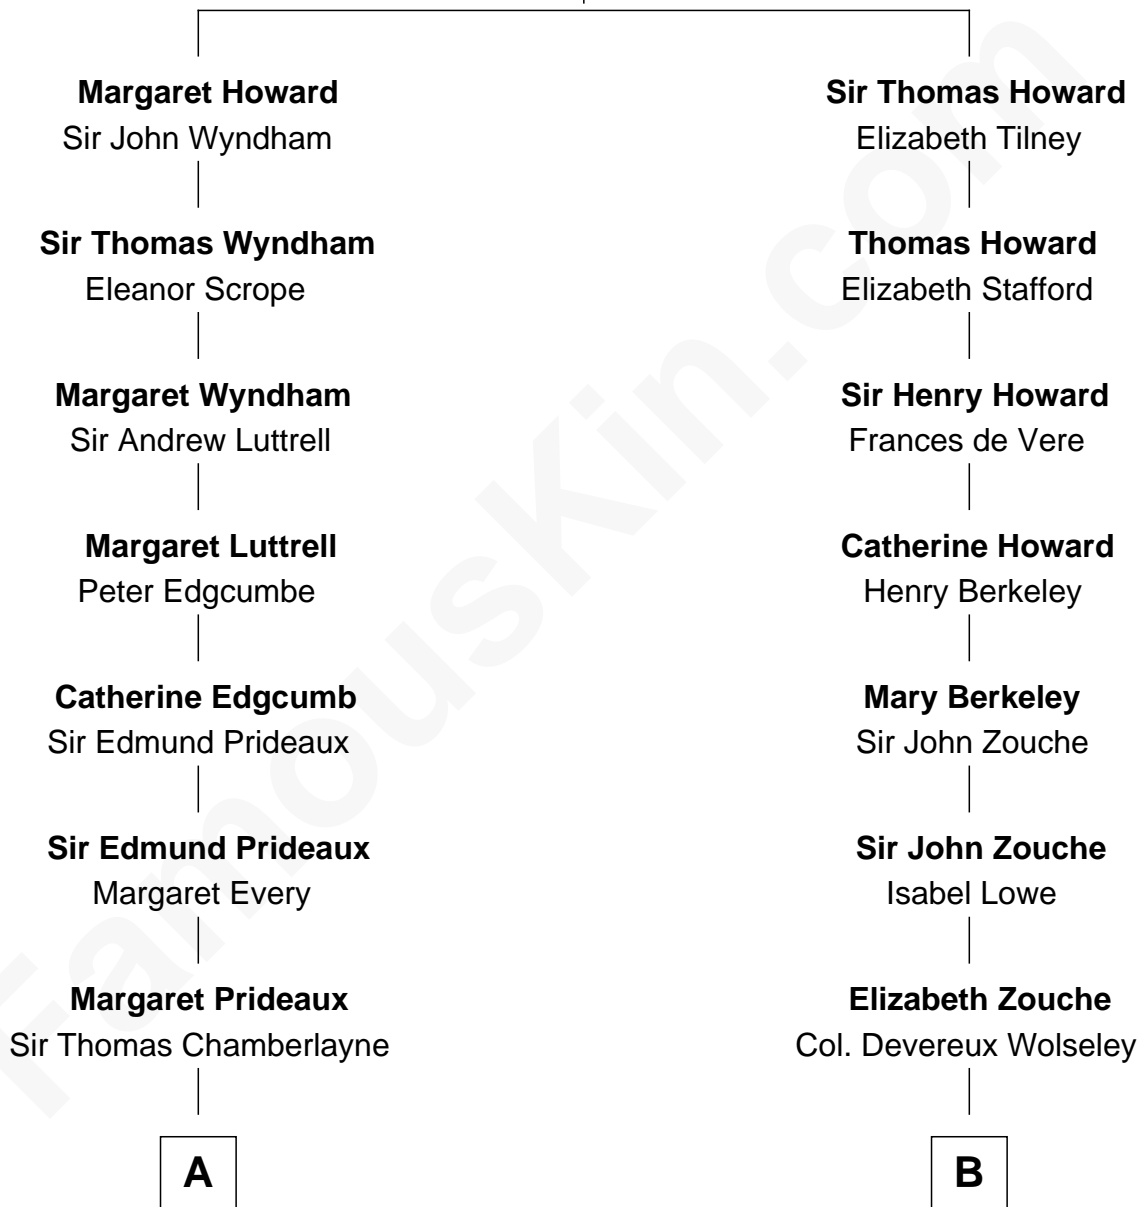 Margaret Howard
Sir John Wyndham
Sir Thomas Wyndham
Eleanor Scrope
Margaret Wyndham
Sir Andrew Luttrell
Margaret Luttrell
Peter Edgcumbe
Catherine Edgcumb
Sir Edmund Prideaux
Sir Edmund Prideaux
Margaret Every
Margaret Prideaux
Sir Thomas Chamberlayne
A
Sir Thomas Howard
Elizabeth Tilney
Thomas Howard
Elizabeth Stafford
Sir Henry Howard
Frances de Vere
Catherine Howard
Henry Berkeley
Mary Berkeley
Sir John Zouche
Sir John Zouche
Isabel Lowe
Elizabeth Zouche
Col. Devereux Wolseley
B
FamousKin.com